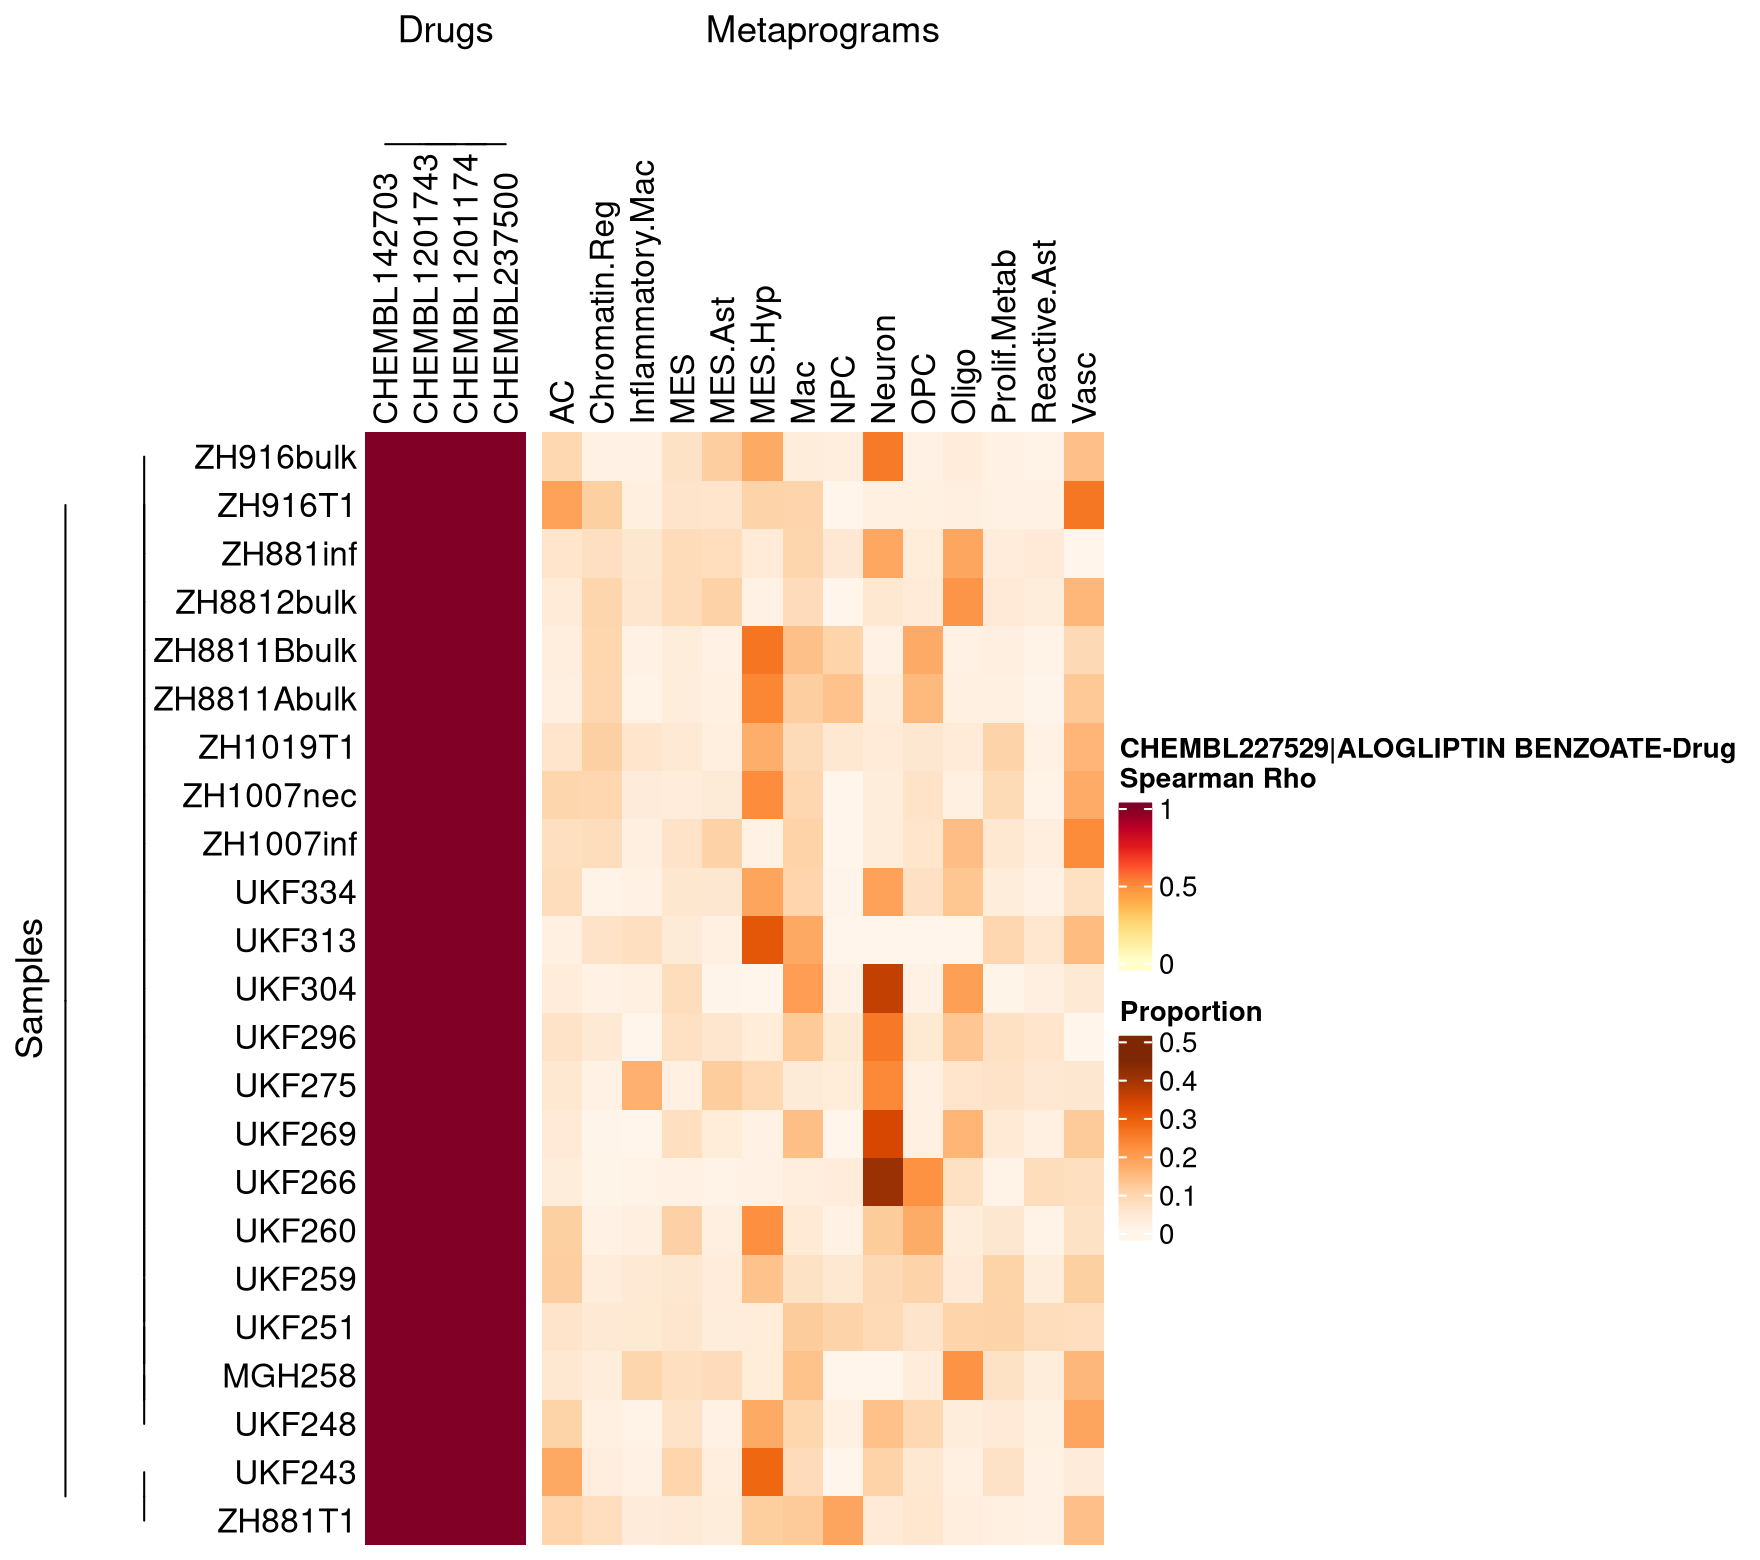 Drugs
Metaprograms
CHEMBL142703
CHEMBL1201743
CHEMBL1201174
CHEMBL237500
AC
Chromatin.Reg
Inflammatory.Mac
MES
MES.Ast
MES.Hyp
Mac
NPC
Neuron
OPC
Oligo
Prolif.Metab
Reactive.Ast
Vasc
Samples
ZH916bulk
ZH916T1
ZH881inf
ZH8812bulk
ZH8811Bbulk
ZH8811Abulk
ZH1019T1
ZH1007nec
ZH1007inf
UKF334
UKF313
UKF304
UKF296
UKF275
UKF269
UKF266
UKF260
UKF259
UKF251
MGH258
UKF248
UKF243
ZH881T1
CHEMBL227529|ALOGLIPTIN BENZOATE-Drug
Spearman Rho
1
0.5
0
Proportion
0.5
0.4
0.3
0.2
0.1
0